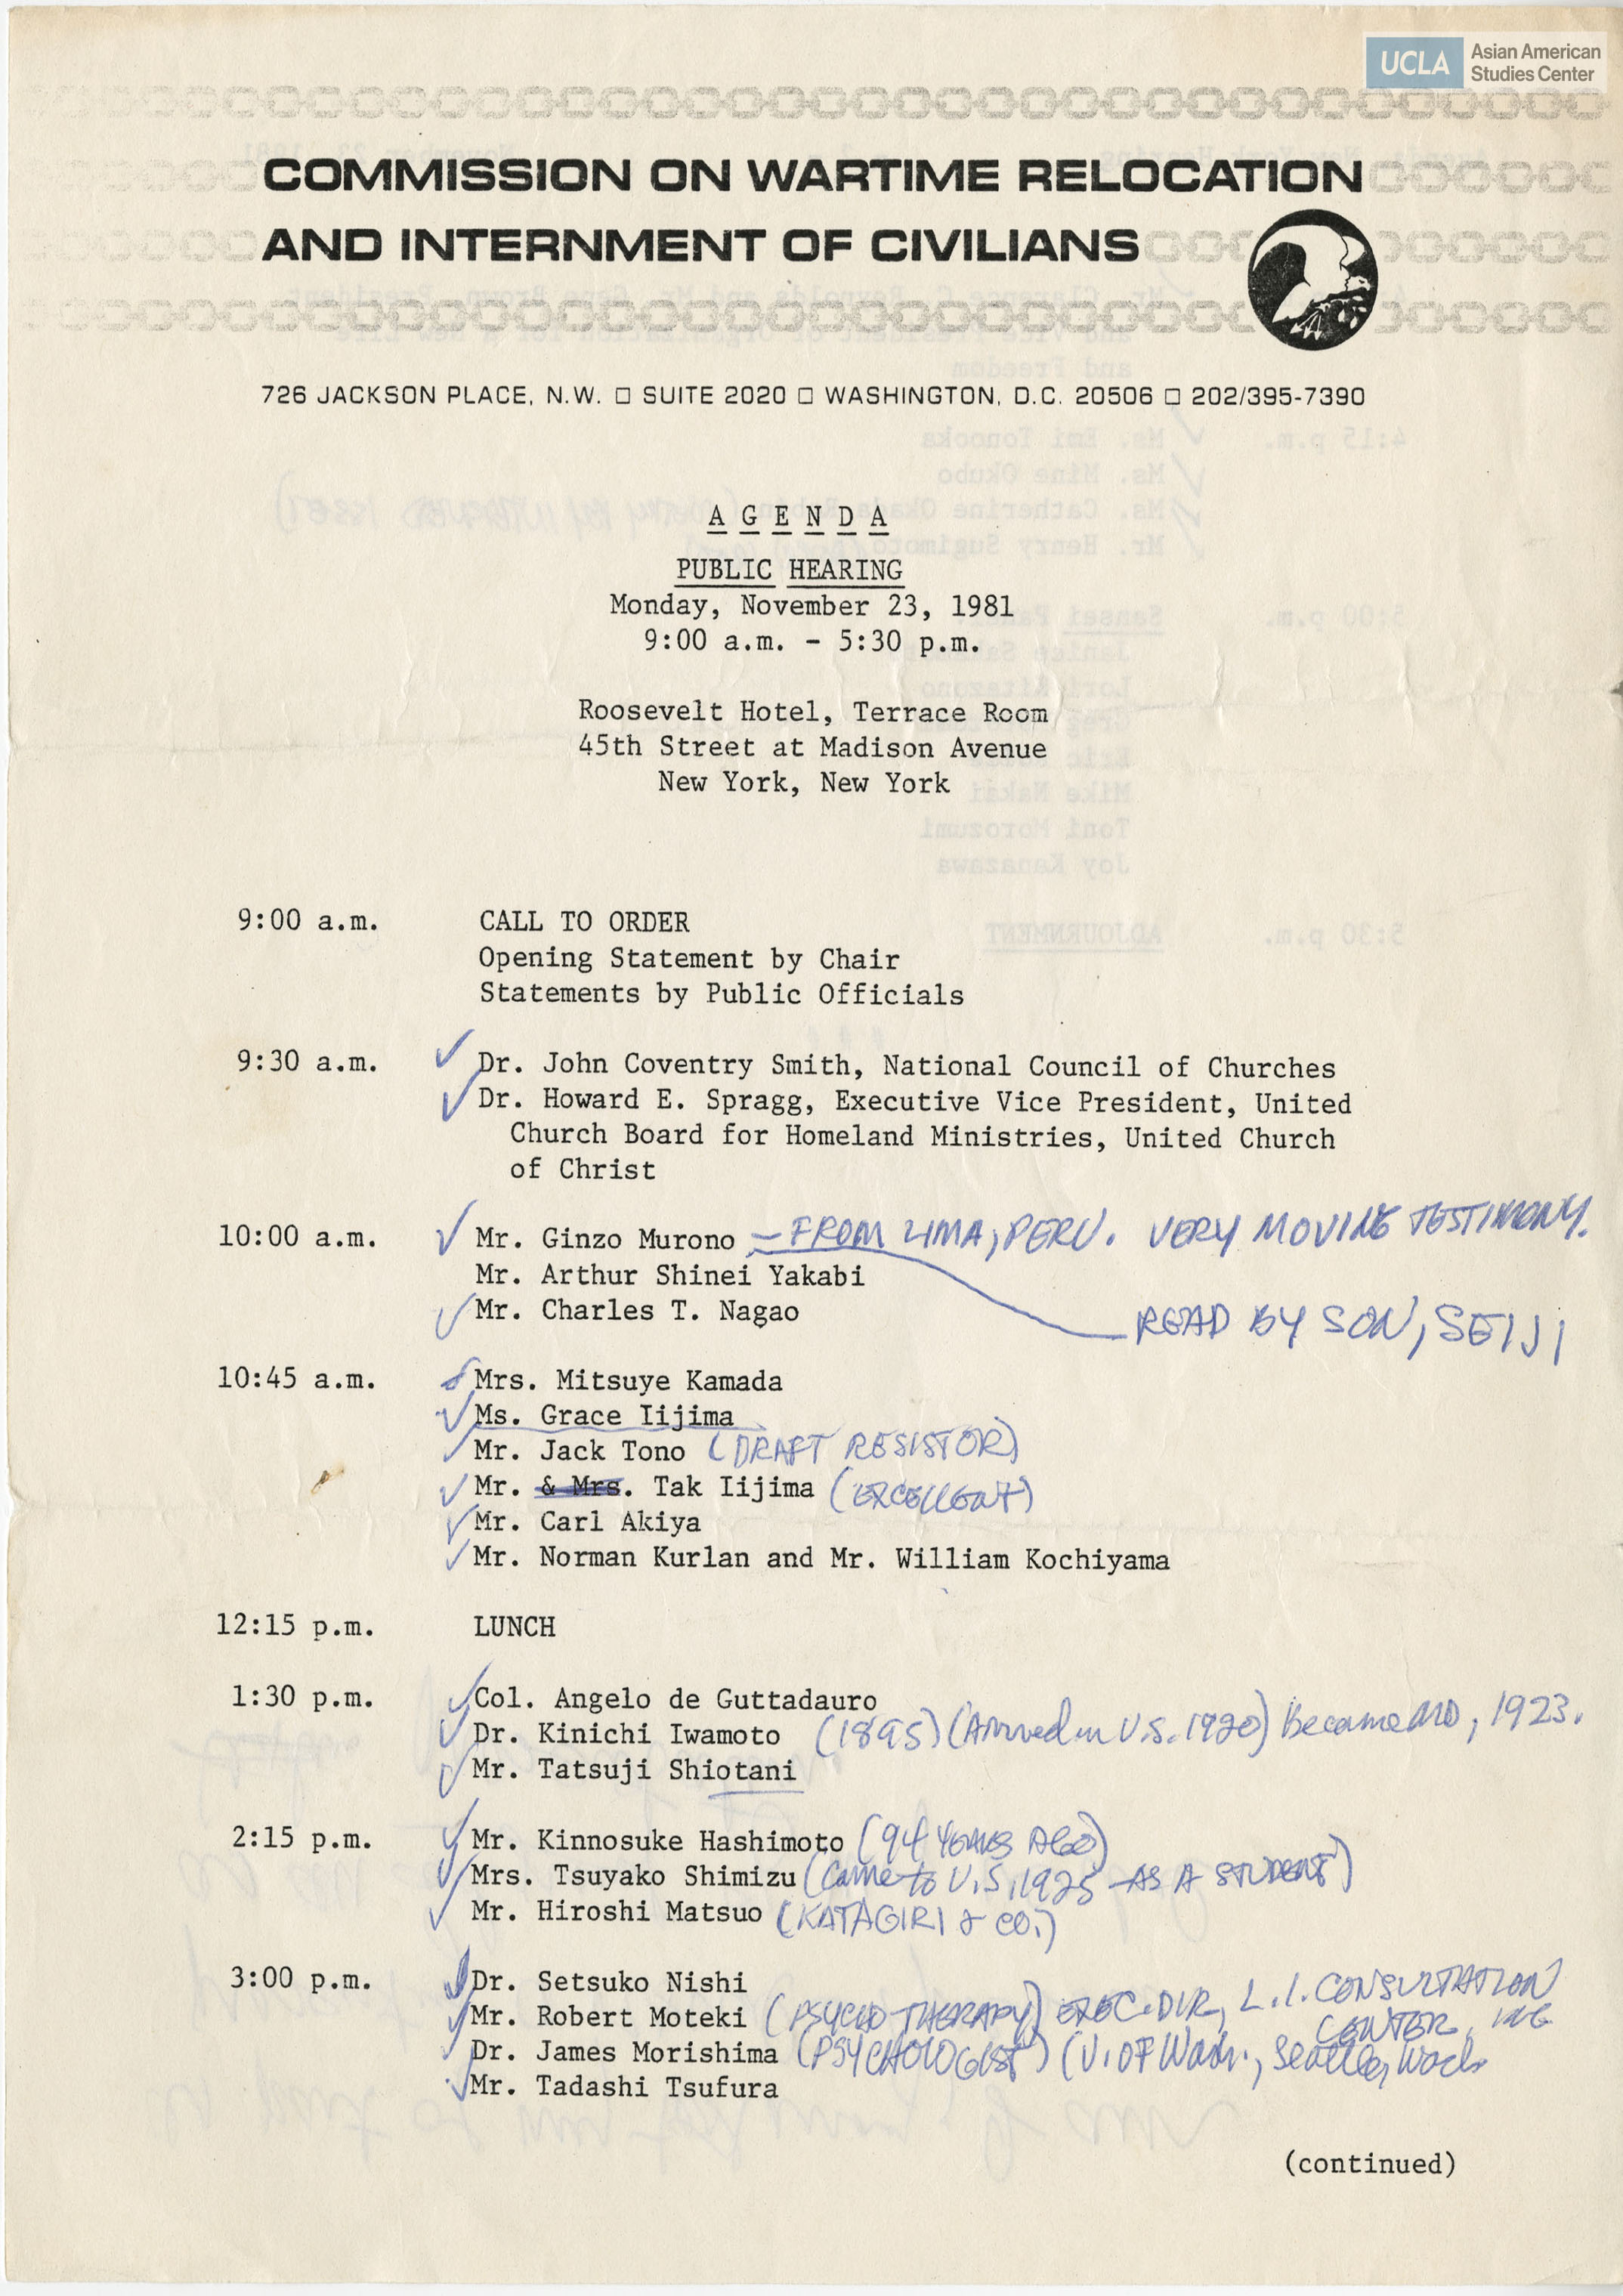 UCLA Asian American
Studies Center
COMMISSION ON WARTIME RELOCATION
AND INTERNMENT OF CIVILIANS
726 JACKSON PLACE, N.W. □ SUITE 2020 □ WASHINGTON, D.C. 20506 □ 202/395-7390
A G E N D A
PUBLIC HEARING
Monday, November 23, 1981
9:00 a.m. - 5:30 p.m.
Roosevelt Hotel, Terrace Room
45th Street at Madison Avenue
New York, New York
9:00 a.m. CALL TO ORDER
Opening Statement by Chair
Statements by Public Officials
9:30 a.m. ✓ Dr. John Coventry Smith, National Council of Churches
✓ Dr. Howard E. Spragg, Executive Vice President, United
Church Board for Homeland Ministries, United Church
of Christ
10:00 a.m. ✓ Mr. Ginzo Murono – FROM LIMA, PERU. VERY MOVING TESTIMONY.
Mr. Arthur Shinei Yakabi
✓ Mr. Charles T. Nagao READ BY SON, SEIJI
10:45 a.m. ✓ Mrs. Mitsuye Kamada
✓ Ms. Grace Iijima
✓ Mr. Jack Tono (DRAFT RESISTOR)
✓ Mr. & Mrs. Tak Iijima (EXCELLENT)
✓ Mr. Carl Akiya
✓ Mr. Norman Kurlan and Mr. William Kochiyama
12:15 p.m. LUNCH
1:30 p.m. ✓ Col. Angelo de Guttadauro
✓ Dr. Kinichi Iwamoto (1895) (Arrived in U.S. 1920) Became MD, 1923.
✓ Mr. Tatsuji Shiotani
2:15 p.m. ✓ Mr. Kinnosuke Hashimoto (94 YEARS AGO)
✓ Mrs. Tsuyako Shimizu (Came to U.S, 1925 AS A STUDENT)
✓ Mr. Hiroshi Matsuo (KATAGIRI & CO.)
3:00 p.m. ✓ Dr. Setsuko Nishi
✓ Mr. Robert Moteki (PSYCHO-THERAPY) EXEC. DIR, L.I. CONSULTATION
CENTER, INC
✓ Dr. James Morishima (PSYCHOLOGIST) (U. OF Wash., Seattle, Wash
✓ Mr. Tadashi Tsufura
(continued)